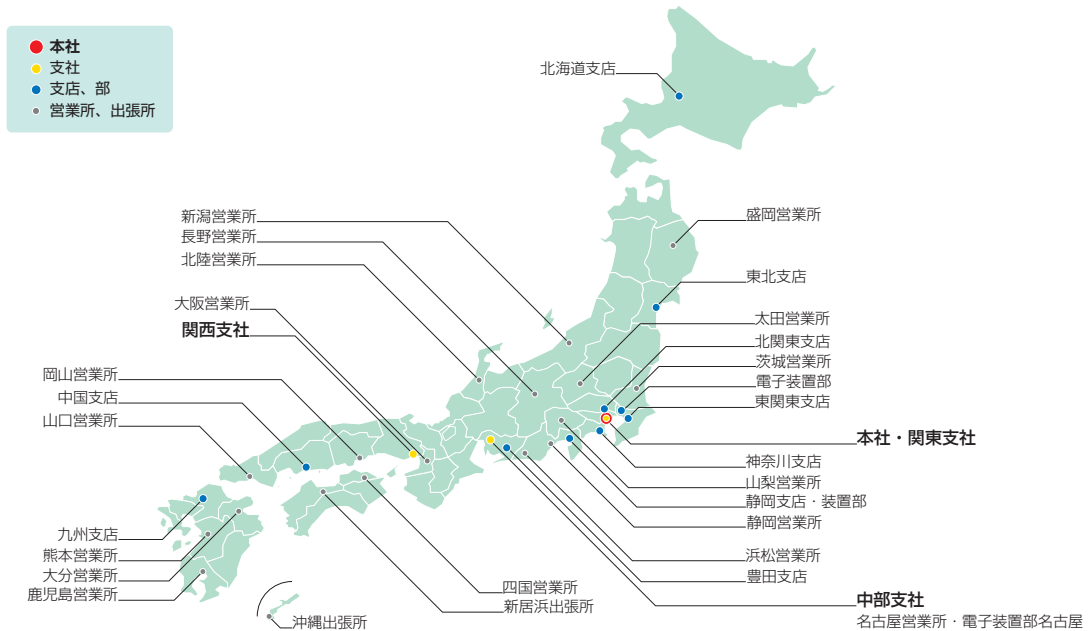 本社
支社
支店、部
営業所、出張所
北海道支店
新潟営業所
長野営業所
北陸営業所
大阪営業所
関西支社
岡山営業所
中国支店
山口営業所
九州支店
熊本営業所
大分営業所
鹿児島営業所
沖縄出張所
四国営業所
新居浜出張所
盛岡営業所
東北支店
太田営業所
北関東支店
茨城営業所
電子装置部
東関東支店
本社・関東支社
神奈川支店
山梨営業所
静岡支店・装置部
静岡営業所
浜松営業所
豊田支店
中部支社
名古屋営業所・電子装置部名古屋